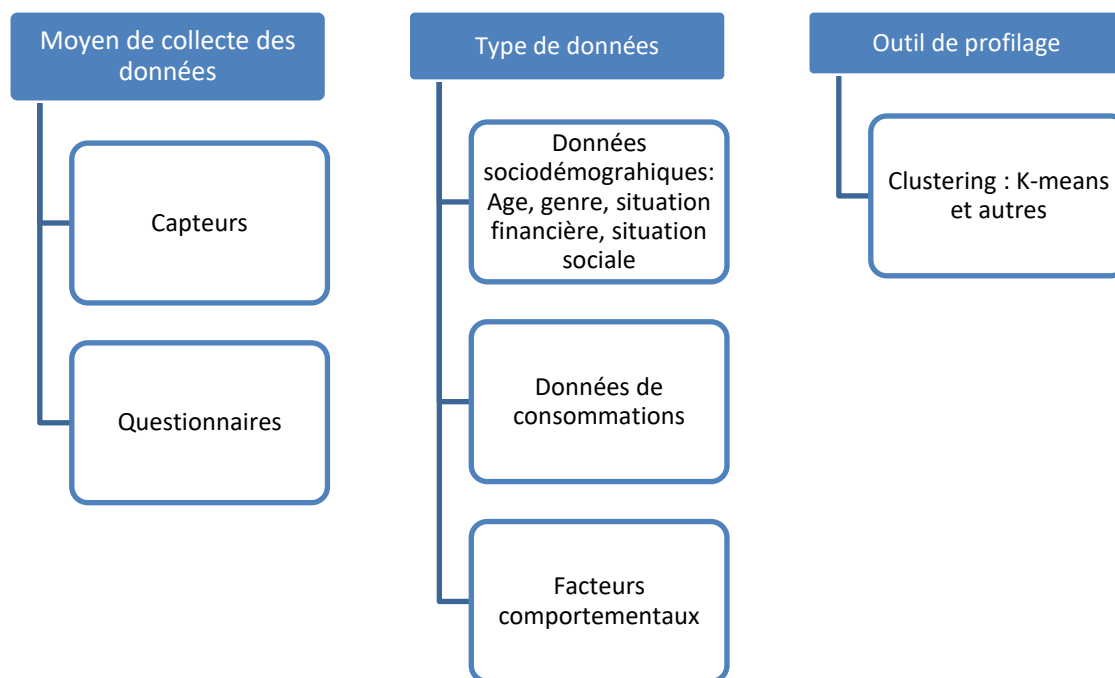 Moyen de collecte des
données
Capteurs
Questionnaires
Type de données
Données
sociodémograhiques:
Age, genre, situation
financière, situation
sociale
Données de
consommations
Facteurs
comportementaux
Outil de profilage
Clustering : K-means
et autres